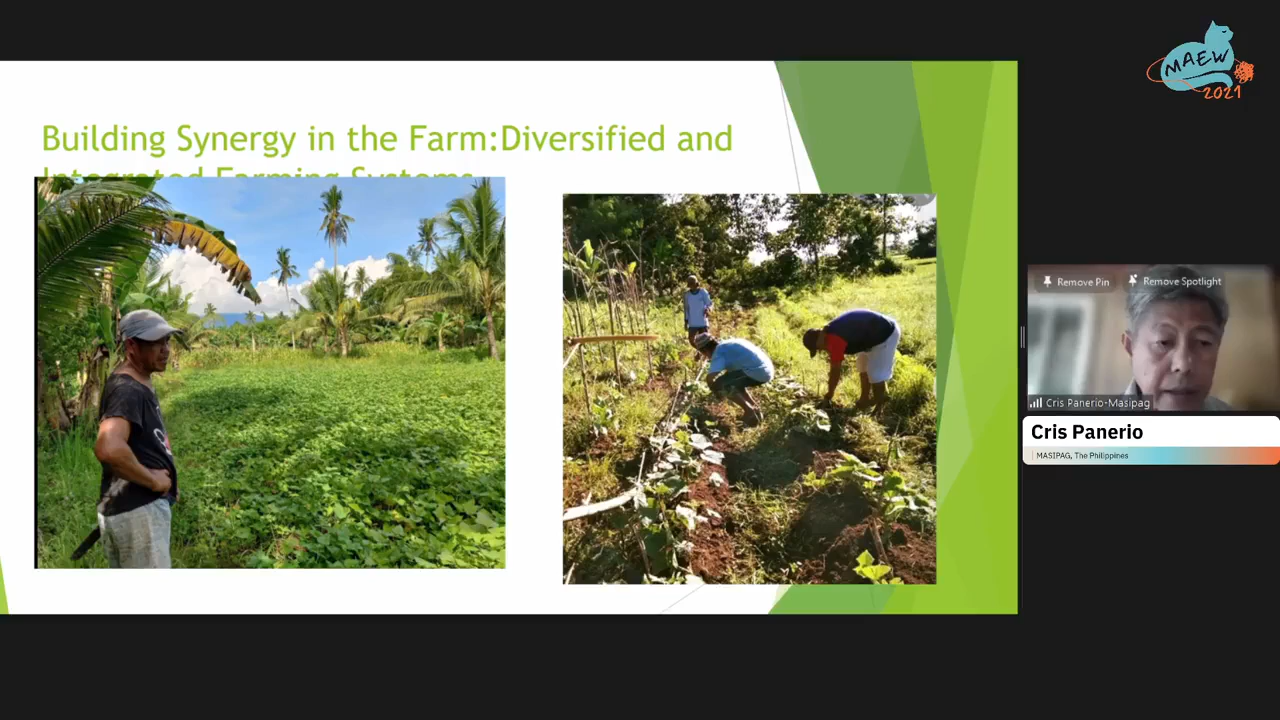 MAEW
2021
Building Synergy in the Farm:Diversified and
Integrated Farming Systems
Remove Pin
Remove Spotlight
Cris Panerio-Masipag
Cris Panerio
MASIPAG, The Philippines